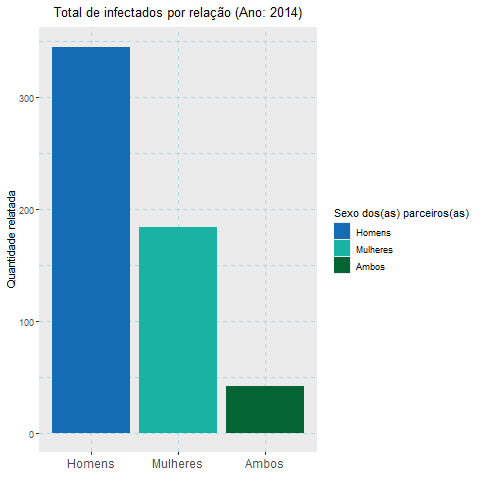 Total de infectados por relação (Ano: 2014)
Quantidade relatada
300
200
100
0
Homens
Mulheres
Ambos
Sexo dos(as) parceiros(as)
Homens
Mulheres
Ambos